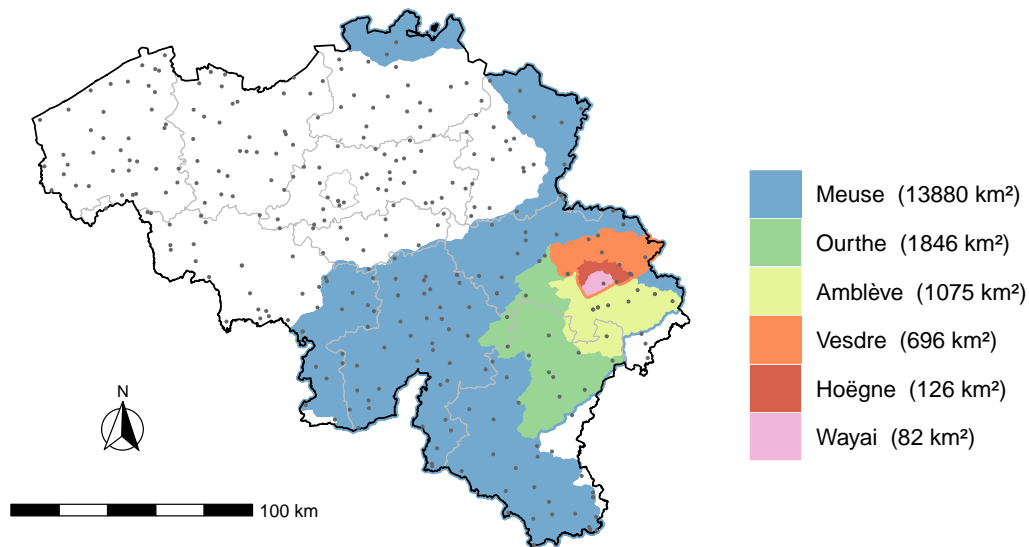 Meuse (13880 km²)
Ourthe (1846 km²)
Amblève (1075 km²)
Vesdre (696 km²)
Hoëgne (126 km²)
Wayai (82 km²)
N
100 km